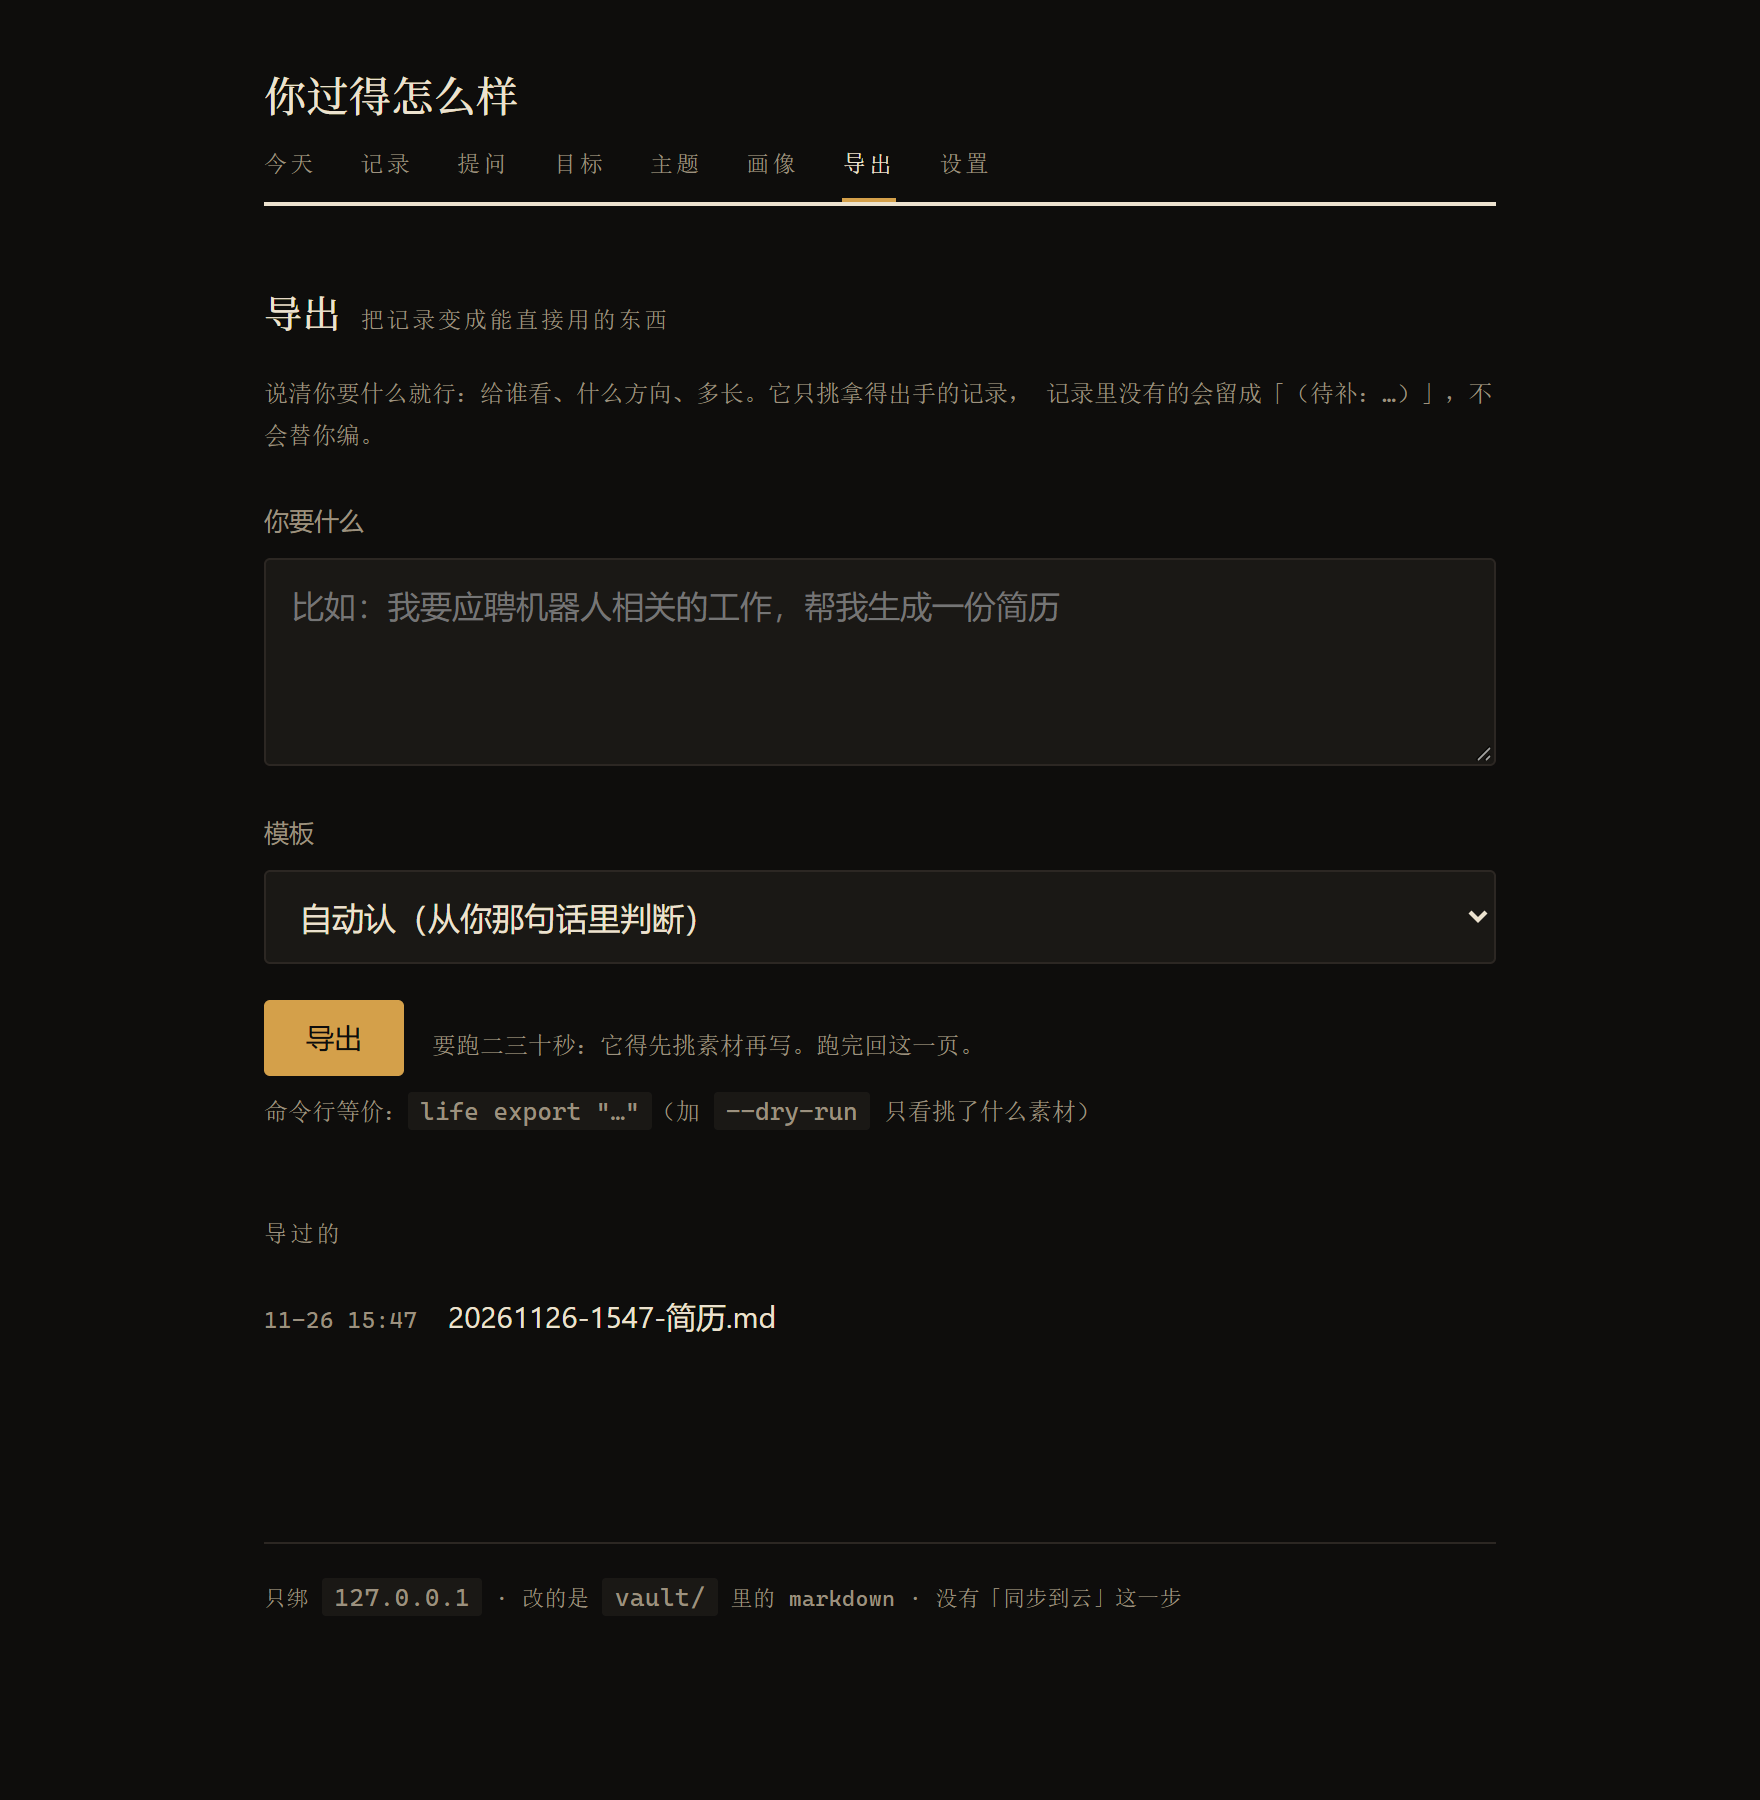 你过得怎么样
今天 记录 提问 目标 主题 画像 导出 设置
导出 把记录变成能直接用的东西
说清你要什么就行：给谁看、什么方向、多长。它只挑拿得出手的记录， 记录里没有的会留成「（待补：…）」，不
会替你编。
你要什么
比如：我要应聘机器人相关的工作，帮我生成一份简历
模板
自动认（从你那句话里判断）
导出 要跑二三十秒：它得先挑素材再写。跑完回这一页。
命令行等价：life export "…"（加 --dry-run 只看挑了什么素材）
导过的
11-26 15:47 20261126-1547-简历.md
只绑 127.0.0.1 · 改的是 vault/ 里的 markdown · 没有「同步到云」这一步